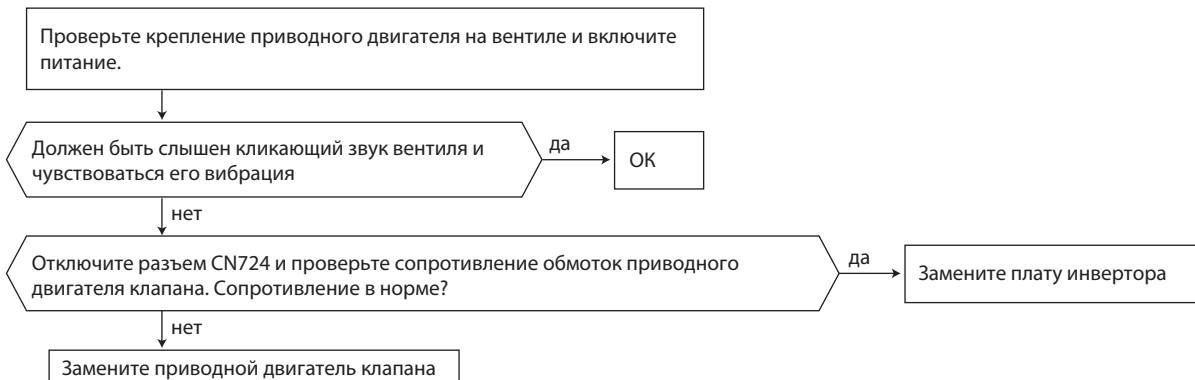 Проверьте крепление приводного двигателя на вентиле и включите
питание.
Должен быть слышен кликающий звук вентиля и
чувствоваться его вибрация
да
ОК
нет
Отключите разъем CN724 и проверьте сопротивление обмоток приводного
двигателя клапана. Сопротивление в норме?
да
Замените плату инвертора
нет
Замените приводной двигатель клапана